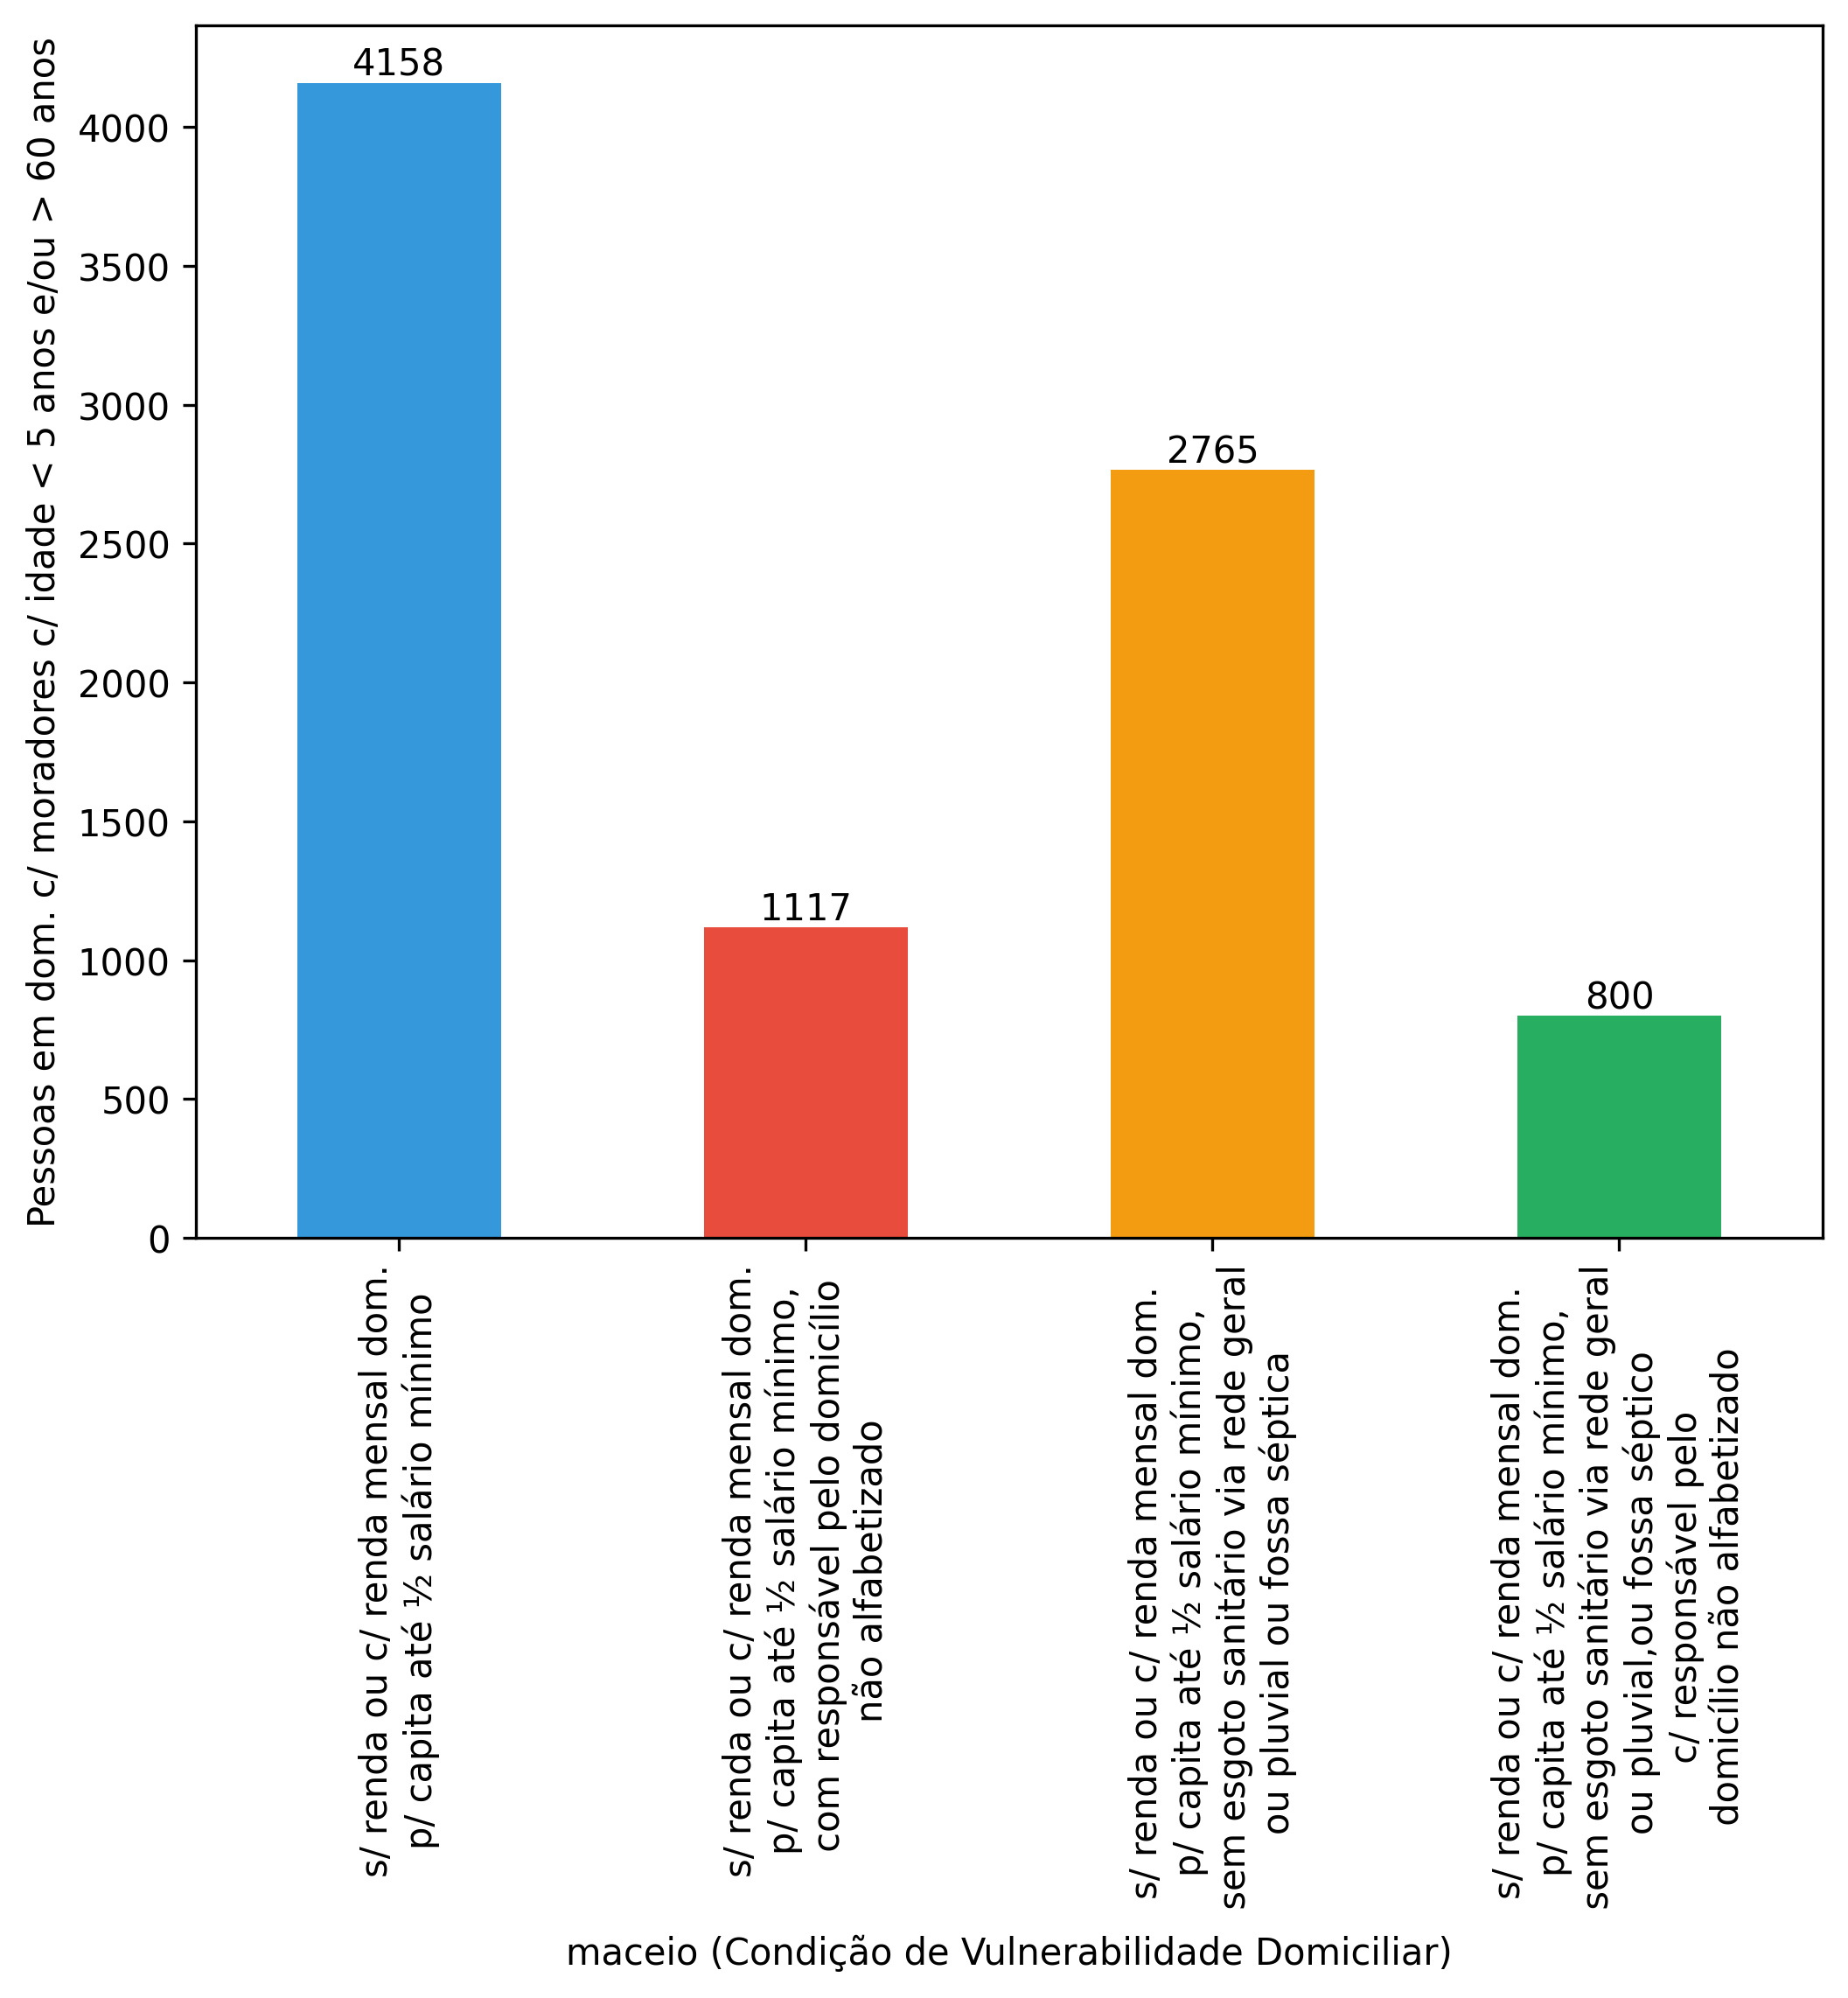 Pessoas em dom. c/ moradores c/ idade < 5 anos e/ou > 60 anos
4000
3500
3000
2500
2000
1500
1000
500
0
4158
1117
2765
800
s/ renda ou c/ renda mensal dom.
p/ capita até ½ salário mínimo
s/ renda ou c/ renda mensal dom.
p/ capita até ½ salário mínimo,
com responsável pelo domicílio
não alfabetizado
s/ renda ou c/ renda mensal dom.
p/ capita até ½ salário mínimo,
sem esgoto sanitário via rede geral
ou pluvial ou fossa séptica
s/ renda ou c/ renda mensal dom.
p/ capita até ½ salário mínimo,
sem esgoto sanitário via rede geral
ou pluvial,ou fossa séptico
c/ responsável pelo
domicílio não alfabetizado
maceio (Condição de Vulnerabilidade Domiciliar)